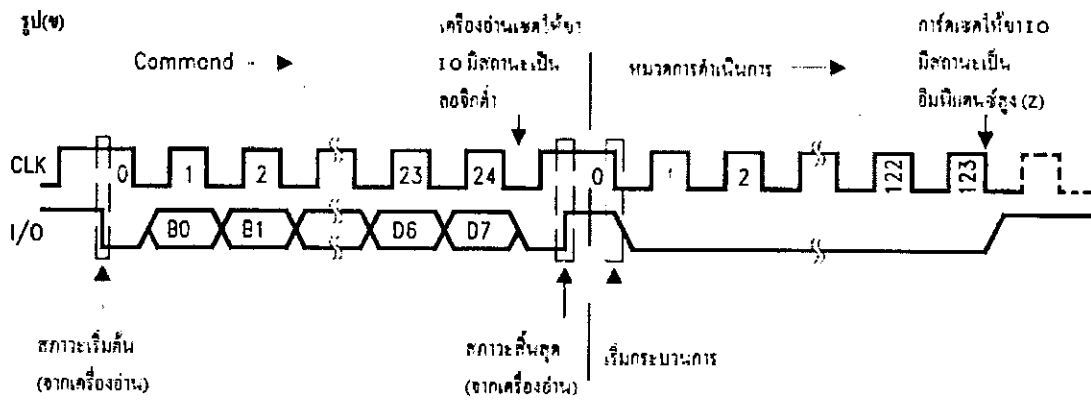 รูป(ข)
เครื่องอ่านเซตให้ขา
IO มีสถานะเป็น
ลอจิกต่ำ
Command
หมวดการดำเนินการ
การ์ดเซตให้ขา IO
มีสถานะเป็น
อิมพีแดนซ์สูง (Z)
CLK 0 1 2 23 24 0 1 2 122 123
I/O B0 B1 D6 D7
สภาวะเริ่มต้น
(จากเครื่องอ่าน)
สภาวะสิ้นสุด
(จากเครื่องอ่าน)
เริ่มกระบวนการ